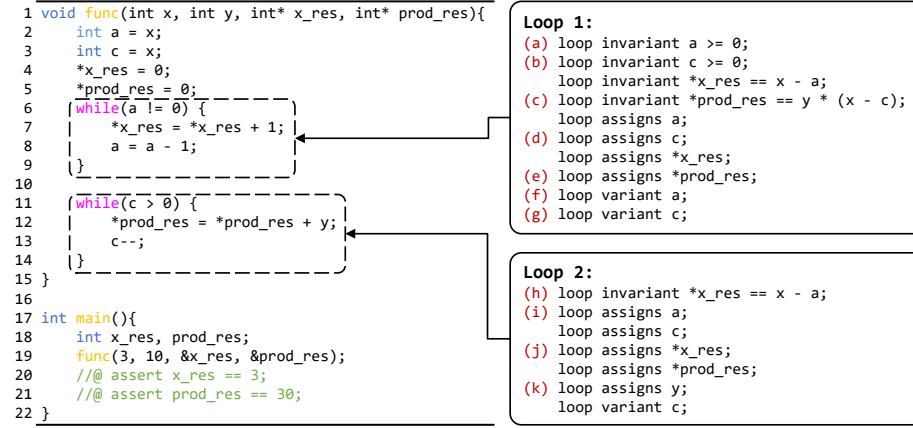 1 void func(int x, int y, int* x_res, int* prod_res){
2 int a = x;
3 int c = x;
4 *x_res = 0;
5 *prod_res = 0;
6 while(a != 0) {
7 *x_res = *x_res + 1;
8 a = a - 1;
9 }
10
11 while(c > 0) {
12 *prod_res = *prod_res + y;
13 c--;
14 }
15 }
16
17 int main(){
18 int x_res, prod_res;
19 func(3, 10, &x_res, &prod_res);
20 //@ assert x_res == 3;
21 //@ assert prod_res == 30;
22 }
Loop 1:
(a) loop invariant a >= 0;
(b) loop invariant c >= 0;
loop invariant *x_res == x - a;
(c) loop invariant *prod_res == y * (x - c);
loop assigns a;
(d) loop assigns c;
loop assigns *x_res;
(e) loop assigns *prod_res;
(f) loop variant a;
(g) loop variant c;
Loop 2:
(h) loop invariant *x_res == x - a;
(i) loop assigns a;
loop assigns c;
(j) loop assigns *x_res;
loop assigns *prod_res;
(k) loop assigns y;
loop variant c;